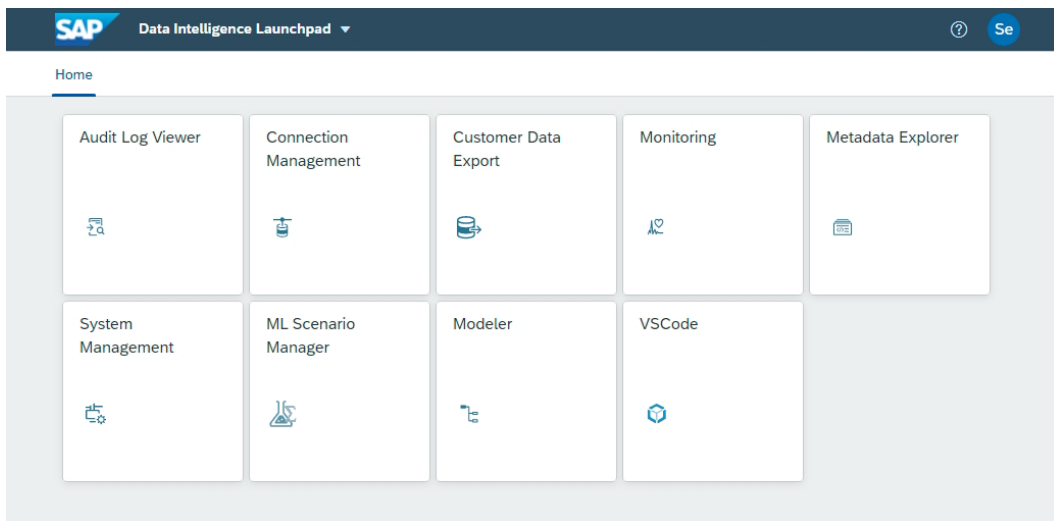 SAP Data Intelligence Launchpad ? Se
Home
Audit Log Viewer
Connection
Management
Customer Data
Export
Monitoring
Metadata Explorer
System
Management
ML Scenario
Manager
Modeler
VSCode